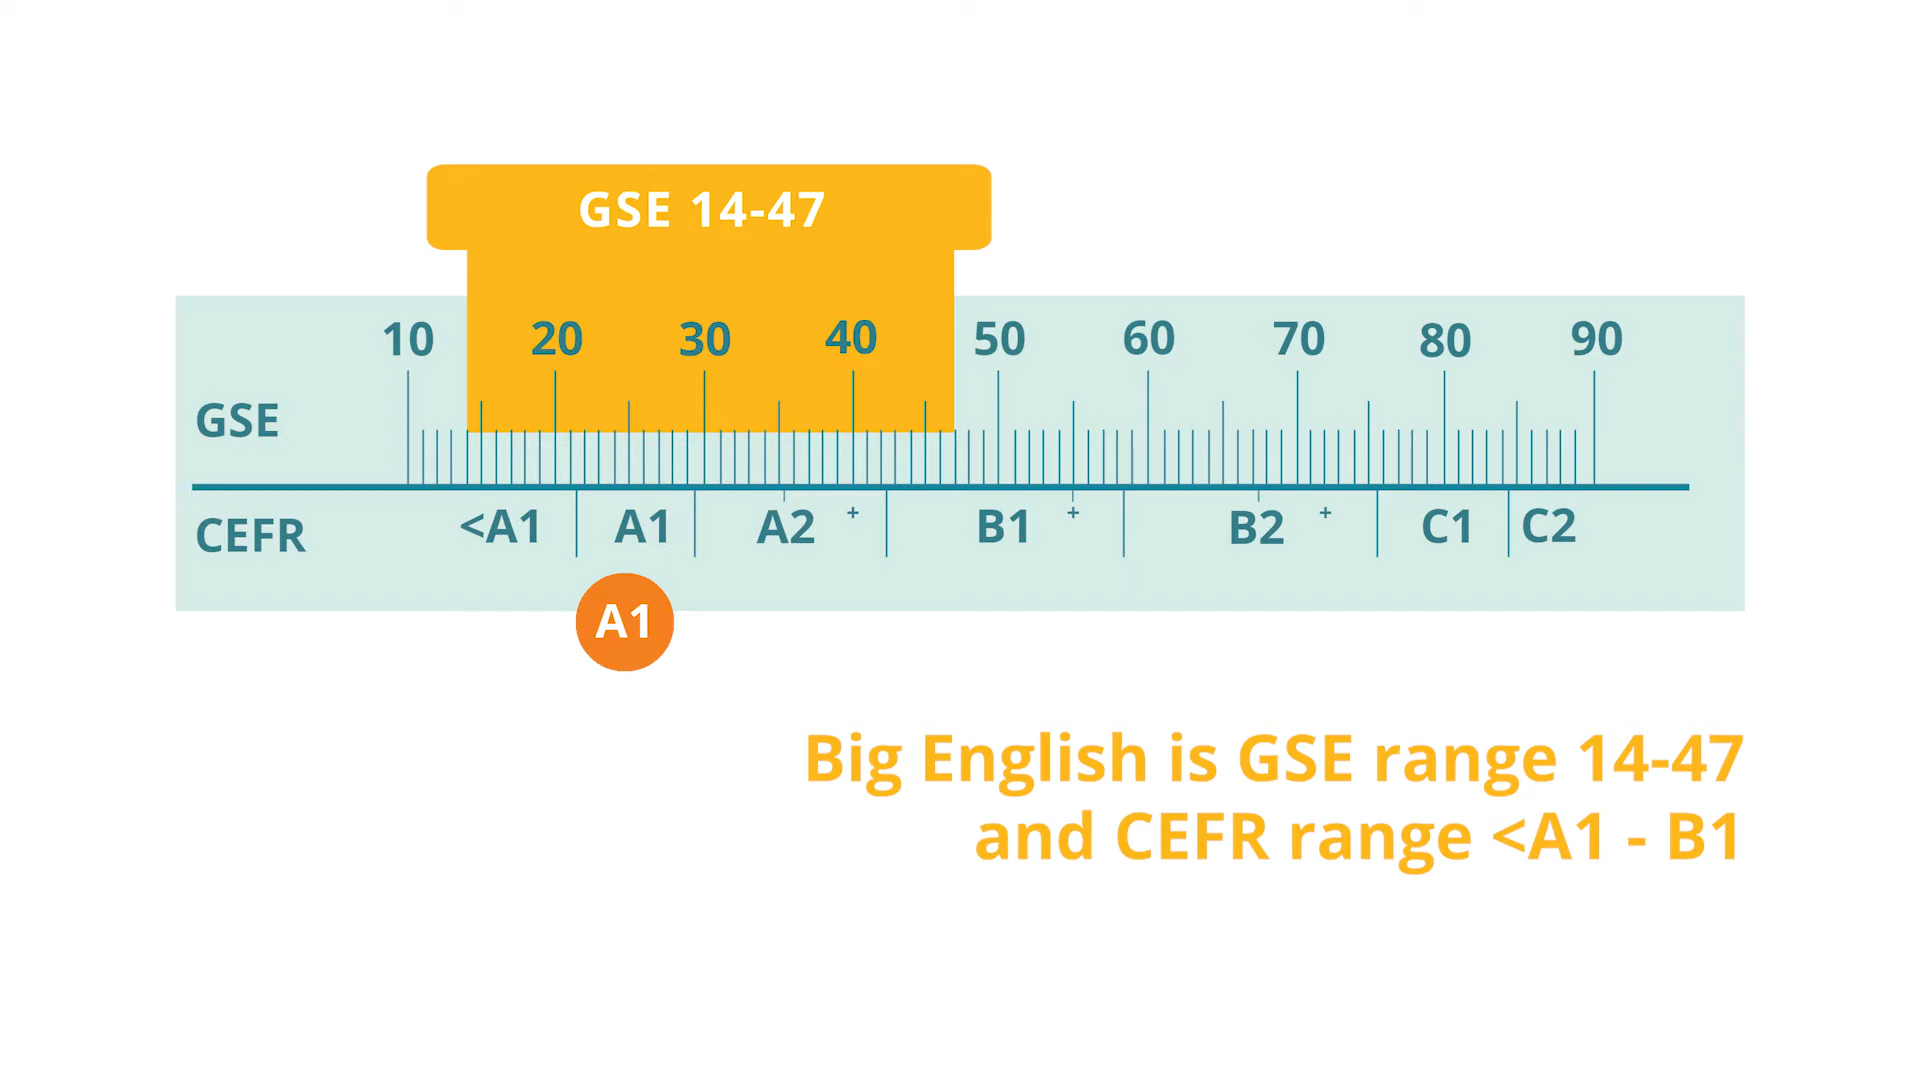 GSE 14-47
10 20 30 40 50 60 70 80 90
GSE
CEFR <A1 A1 A2 + B1 + B2 + C1 C2
A1
Big English is GSE range 14-47
and CEFR range <A1 - B1